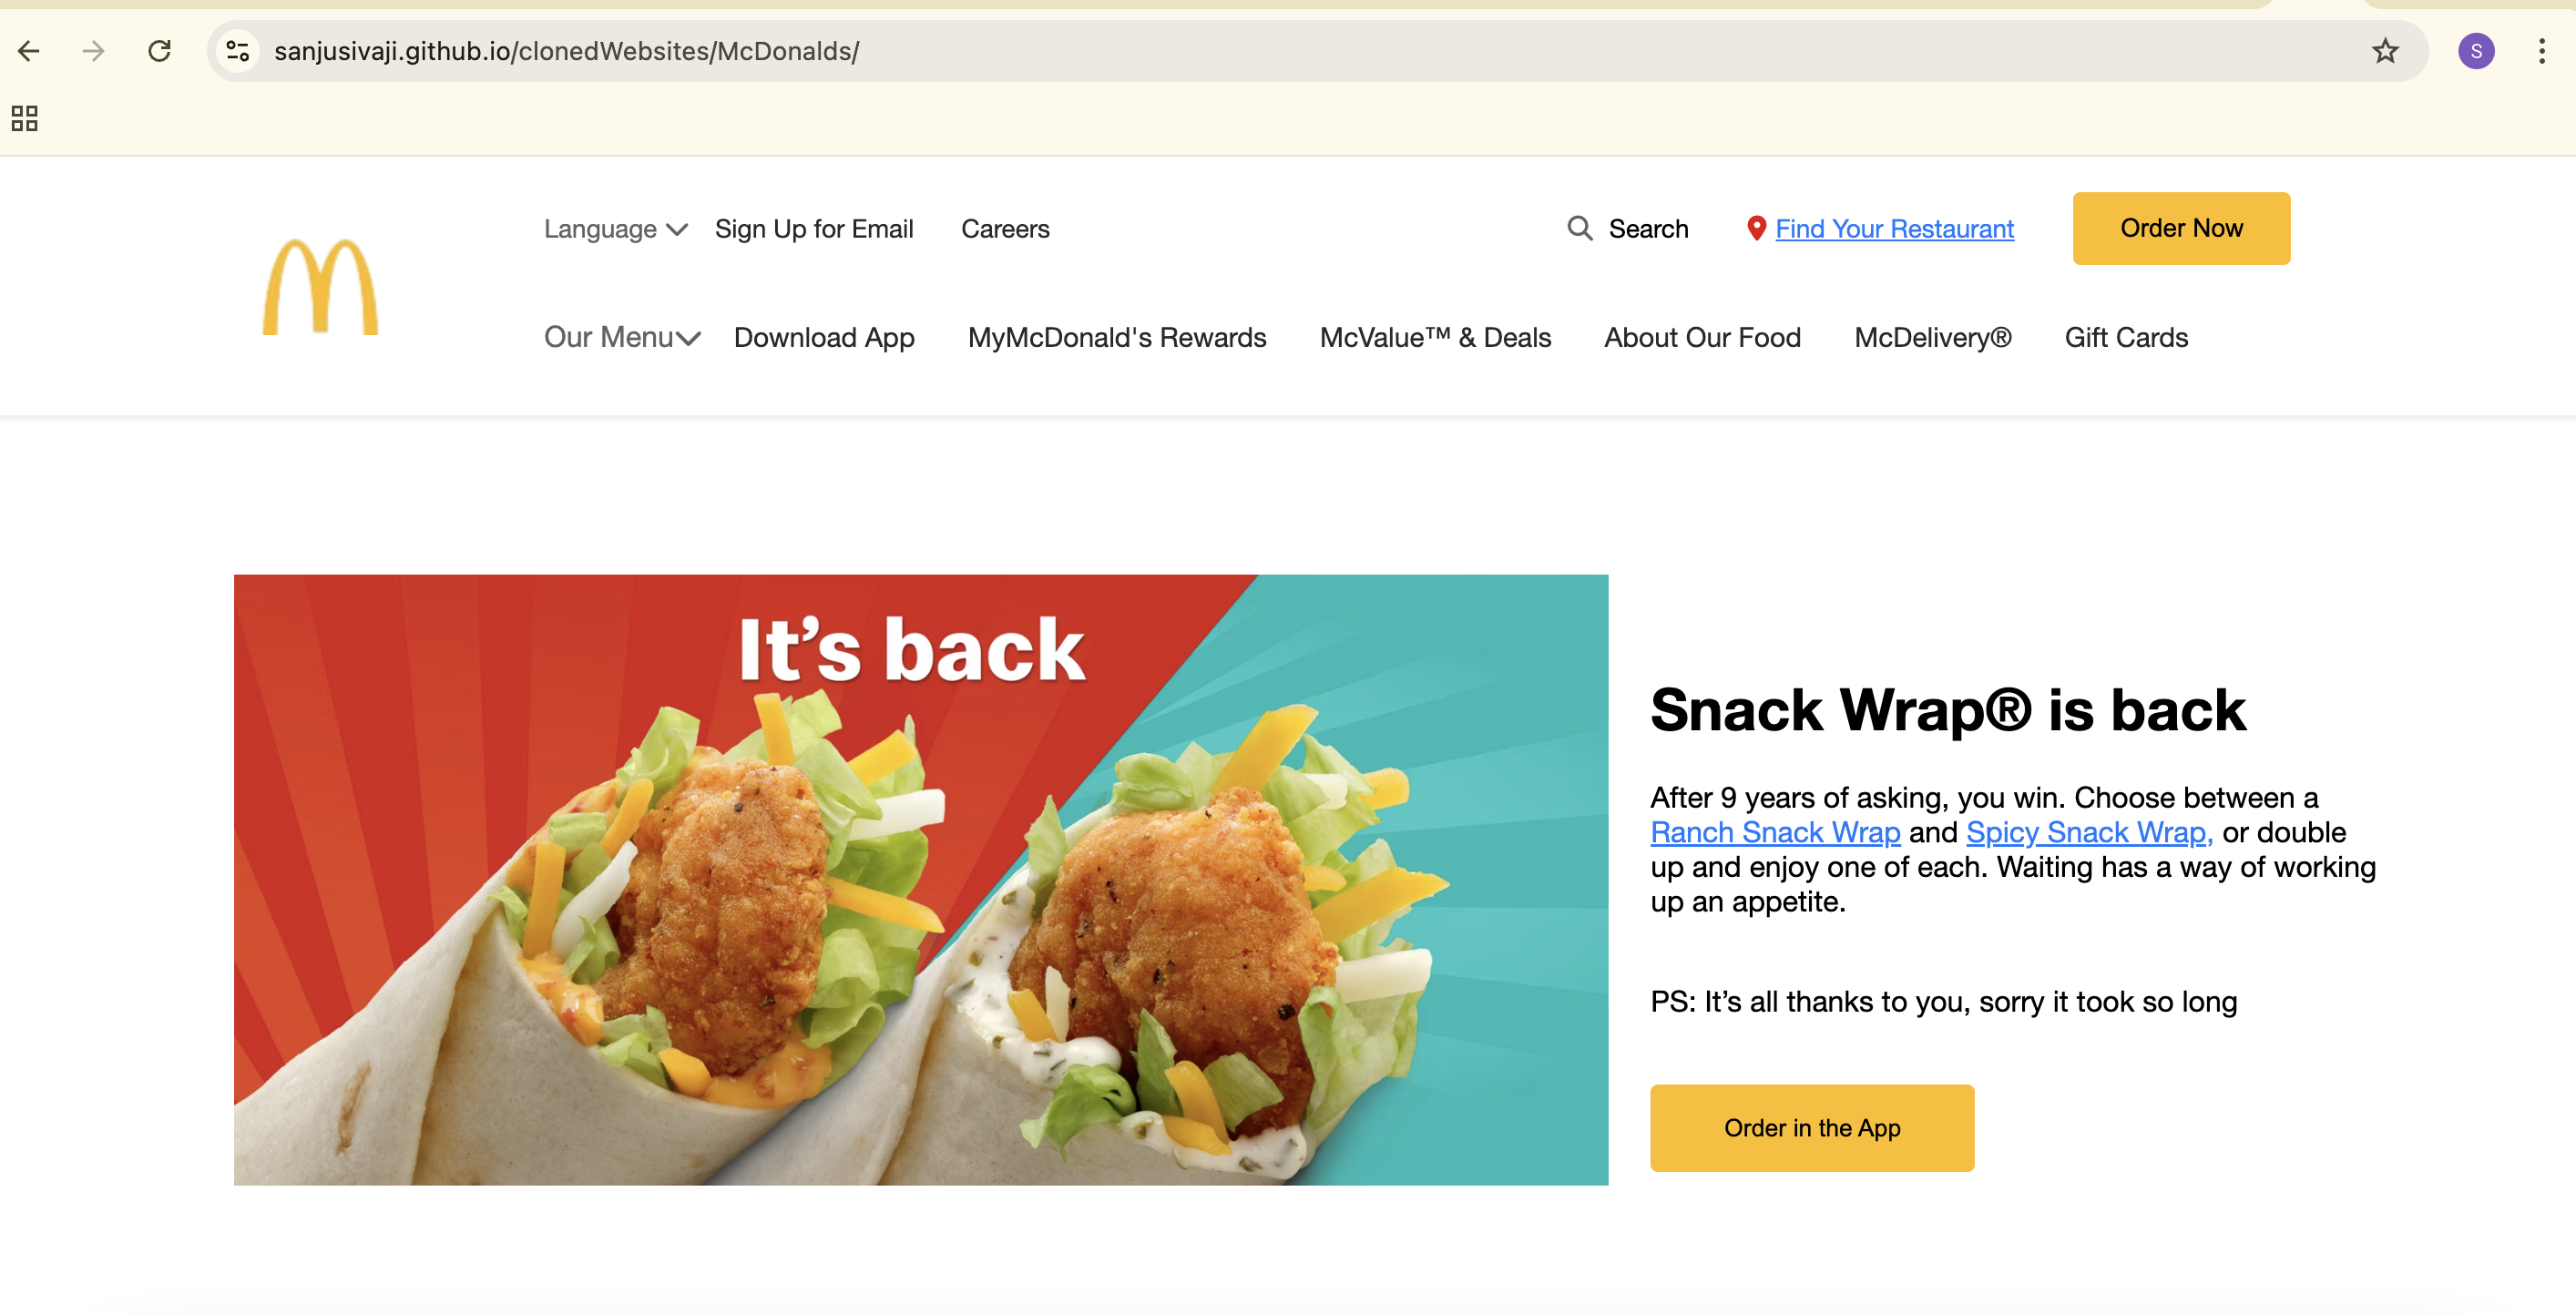 sanjusivaji.github.io/clonedWebsites/McDonalds/
S
Language Sign Up for Email Careers Search Find Your Restaurant Order Now
Our Menu Download App MyMcDonald's Rewards McValue™ & Deals About Our Food McDelivery® Gift Cards
It’s back
Snack Wrap® is back
After 9 years of asking, you win. Choose between a
Ranch Snack Wrap and Spicy Snack Wrap, or double
up and enjoy one of each. Waiting has a way of working
up an appetite.
PS: It’s all thanks to you, sorry it took so long
Order in the App